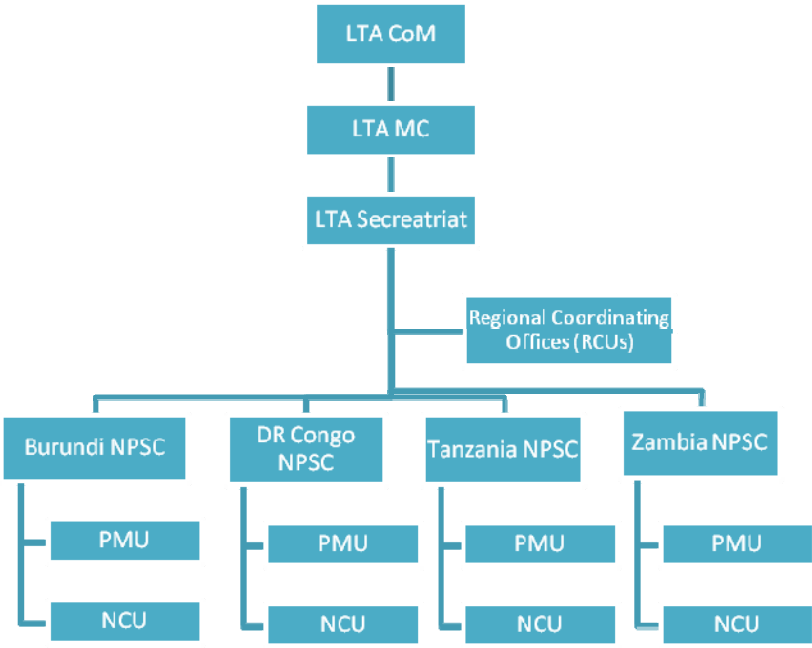 LTA CoM
LTA MC
LTA Secreatriat
Regional Coordinating
Offices (RCUs)
Burundi NPSC
DR Congo
NPSC
Tanzania NPSC
Zambia NPSC
PMU
PMU
PMU
PMU
NCU
NCU
NCU
NCU